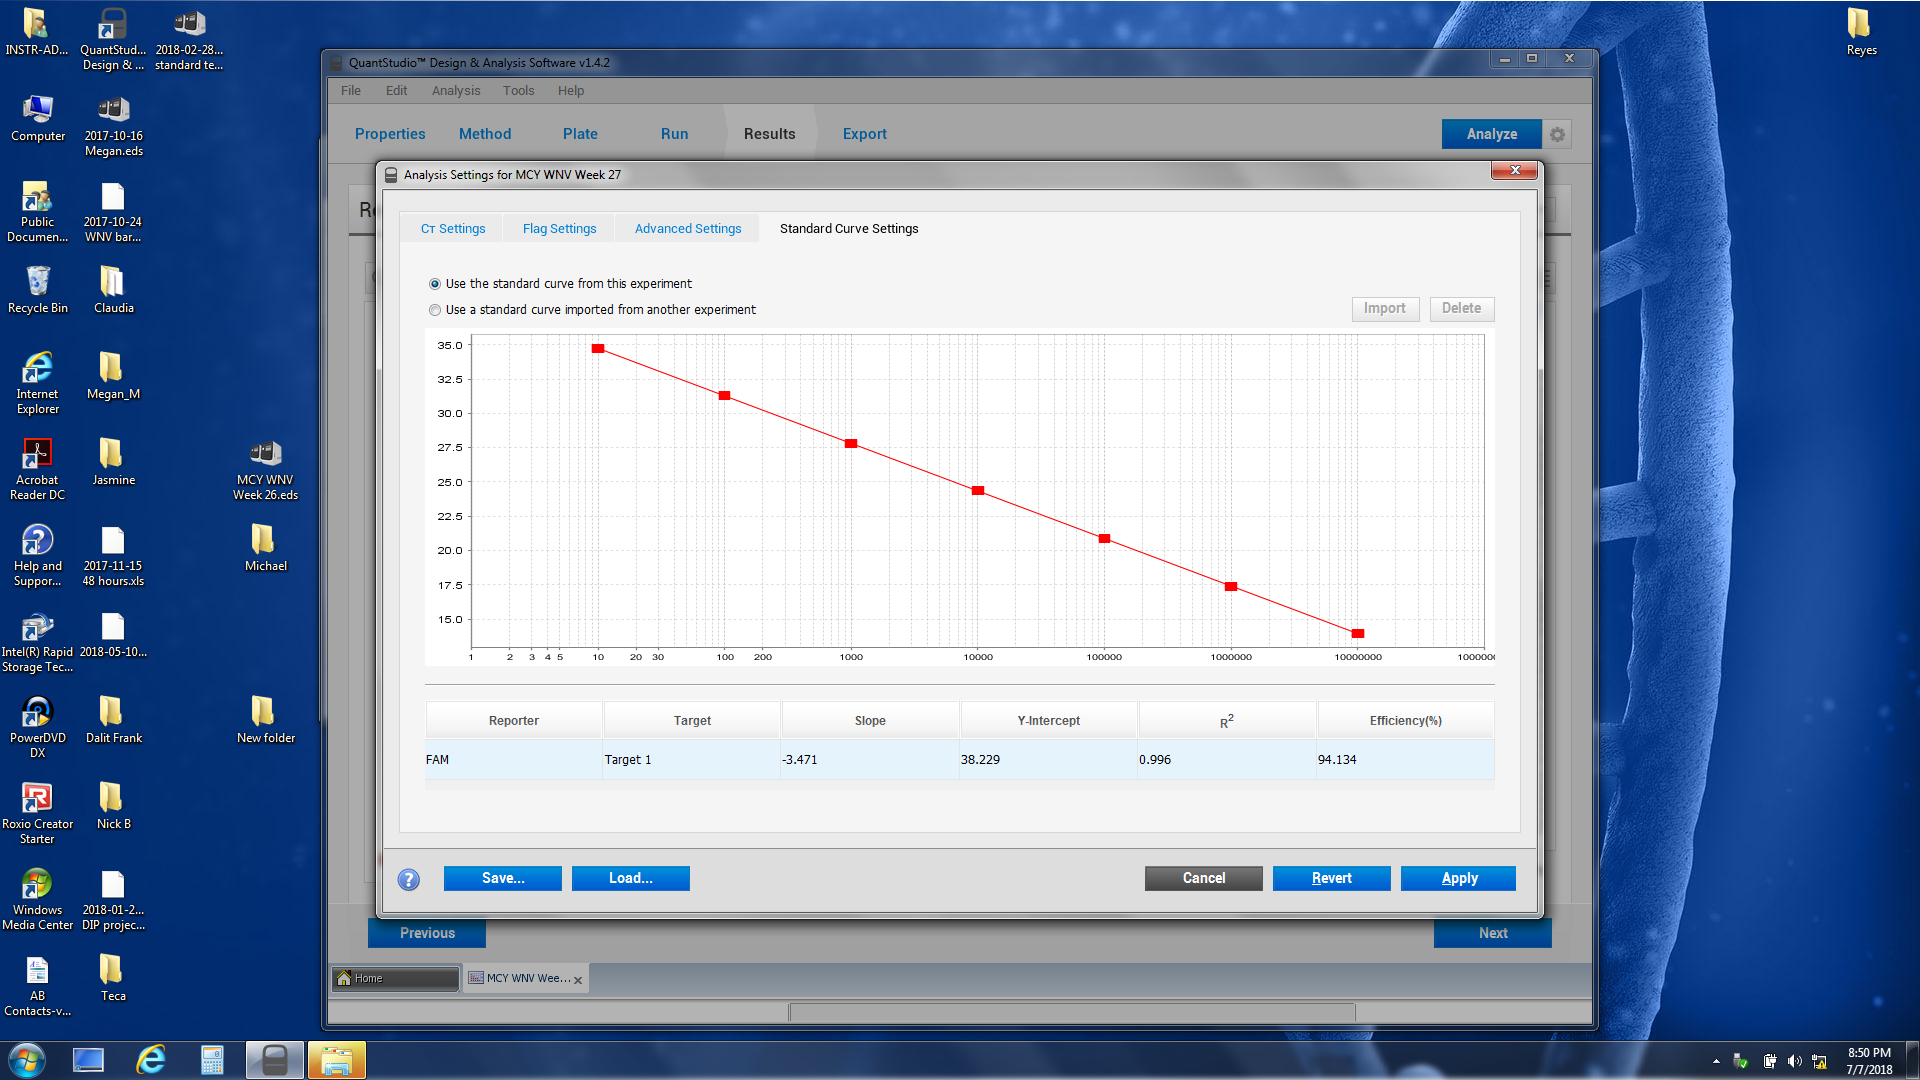 INSTR-AD...
QuantStud...
Design & ...
2018-02-28...
standard te...
Reyes
Computer
2017-10-16
Megan.eds
Public
Documen...
2017-10-24
WNV bar...
Recycle Bin
Claudia
Internet
Explorer
Megan_M
Acrobat
Reader DC
Jasmine
MCY WNV
Week 26.eds
Help and
Suppor...
2017-11-15
48 hours.xls
Michael
Intel(R) Rapid
Storage Tec...
2018-05-10...
PowerDVD
DX
Dalit Frank
New folder
Roxio Creator
Starter
Nick B
Windows
Media Center
2018-01-2...
DIP projec...
AB
Contacts-v...
Teca
QuantStudio™ Design & Analysis Software v1.4.2
File Edit Analysis Tools Help
Properties Method Plate Run Results Export Analyze
Analysis Settings for MCY WNV Week 27
Cт Settings Flag Settings Advanced Settings Standard Curve Settings
Use the standard curve from this experiment
Use a standard curve imported from another experiment
Import Delete
35.0
32.5
30.0
27.5
25.0
22.5
20.0
17.5
15.0
1 2 3 4 5 10 20 30 100 200 1000 10000 100000 1000000 10000000 1000000
Reporter Target Slope Y-Intercept R2 Efficiency(%)
FAM Target 1 -3.471 38.229 0.996 94.134
? Save... Load... Cancel Revert Apply
Previous Next
Home MCY WNV Wee...
8:50 PM
7/7/2018